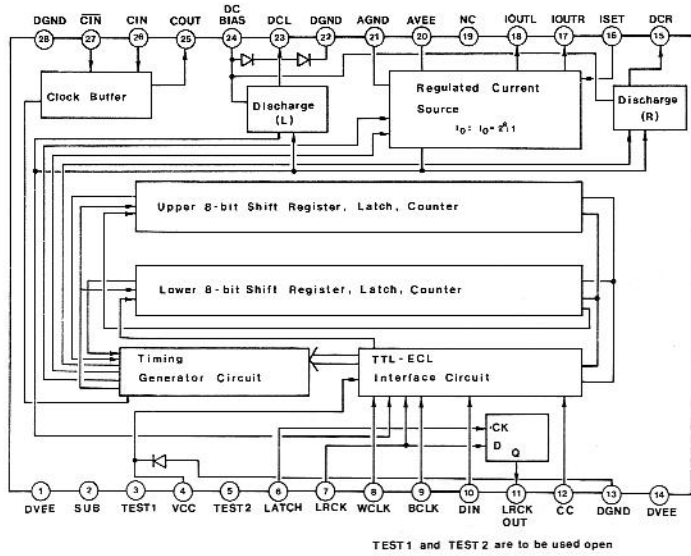 DGND CIN CIN COUT DC BIAS DCL DGND AGND AVEE NC IOUTL IOUTR ISET DCR
28 27 26 25 24 23 22 21 20 19 18 17 16 15
Clock Buffer
Discharge
(L)
Regulated Current
Source
Discharge
(R)
Upper 8-bit Shift Register, Latch, Counter
Lower 8-bit Shift Register, Latch, Counter
Timing
Generator Circuit
TTL-ECL
Interface Circuit
CK
D
Q
1 2 3 4 5 6 7 8 9 10 11 12 13 14
DVEE SUB TEST1 VCC TEST2 LATCH LRCK WCLK BCLK DIN LRCK OUT CC DGND DVEE
TEST1 and TEST2 are to be used open